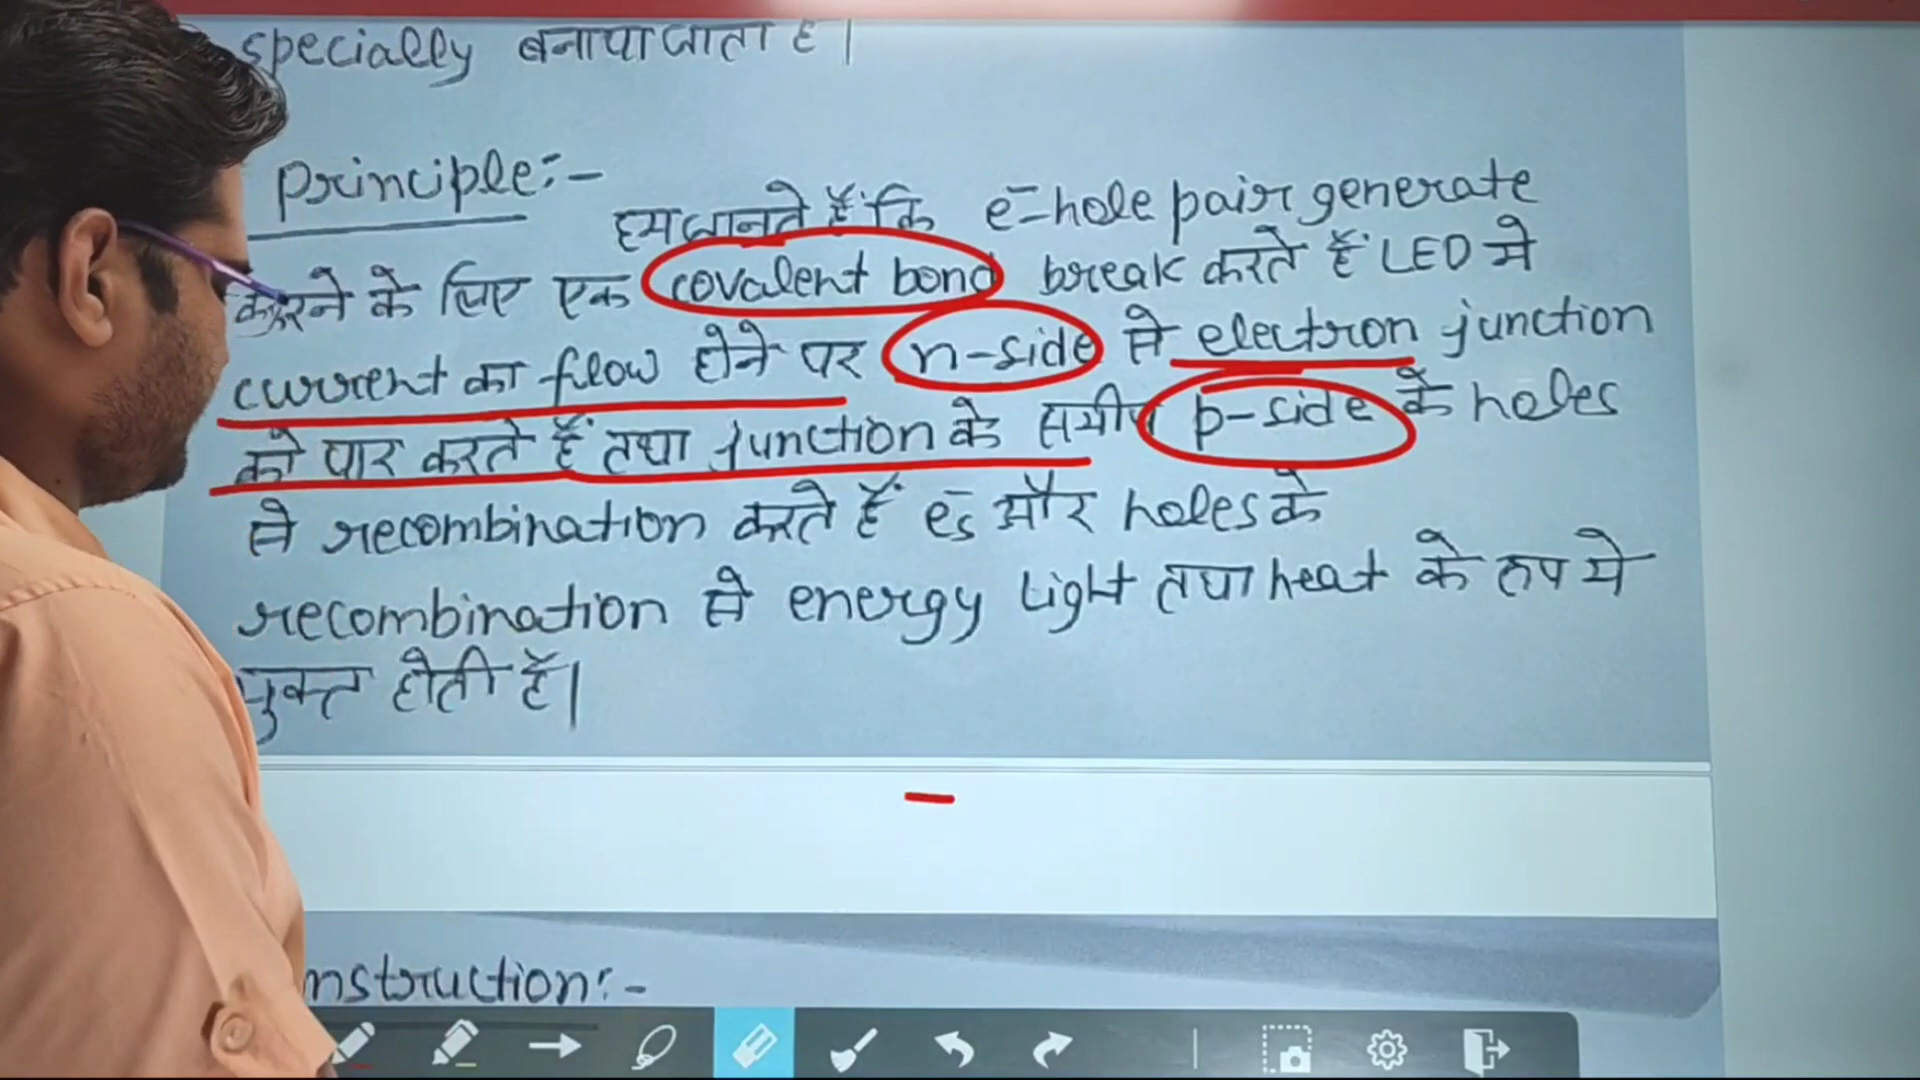 specially बनाया जाता है।
Principle:-
हम जानते हैं कि e-hole pair generate
करने के लिए एक covalent bond break करते हैं LED मे
current का flow होने पर n-side से electron junction
को पार करते हैं तथा junction के समीप p-side के holes
से recombination करते हैं es और holes के
recombination से energy light तथा heat के रुप मे
मुक्त होती हैं।
nstruction:-